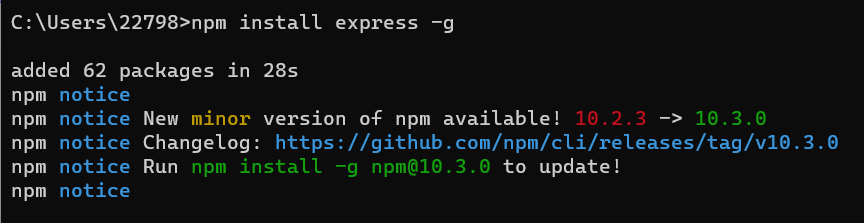 C:\Users\22798>npm install express -g
added 62 packages in 28s
npm notice
npm notice New minor version of npm available! 10.2.3 -> 10.3.0
npm notice Changelog: https://github.com/npm/cli/releases/tag/v10.3.0
npm notice Run npm install -g npm@10.3.0 to update!
npm notice